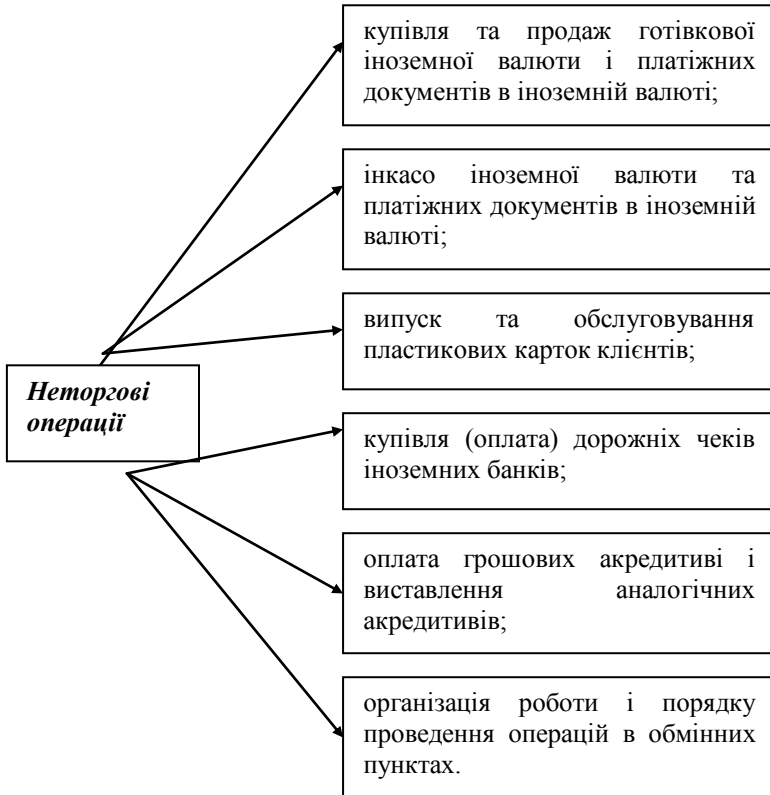 купівля та продаж готівкової
іноземної валюти і платіжних
документів в іноземній валюті;
інкасо іноземної валюти та
платіжних документів в іноземній
валюті;
випуск та обслуговування
пластикових карток клієнтів;
Неторгові
операції
купівля (оплата) дорожніх чеків
іноземних банків;
оплата грошових акредитиві і
виставлення аналогічних
акредитивів;
організація роботи і порядку
проведення операцій в обмінних
пунктах.